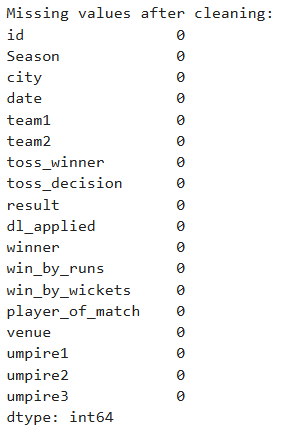 Missing values after cleaning:
id 0
Season 0
city 0
date 0
team1 0
team2 0
toss_winner 0
toss_decision 0
result 0
dl_applied 0
winner 0
win_by_runs 0
win_by_wickets 0
player_of_match 0
venue 0
umpire1 0
umpire2 0
umpire3 0
dtype: int64